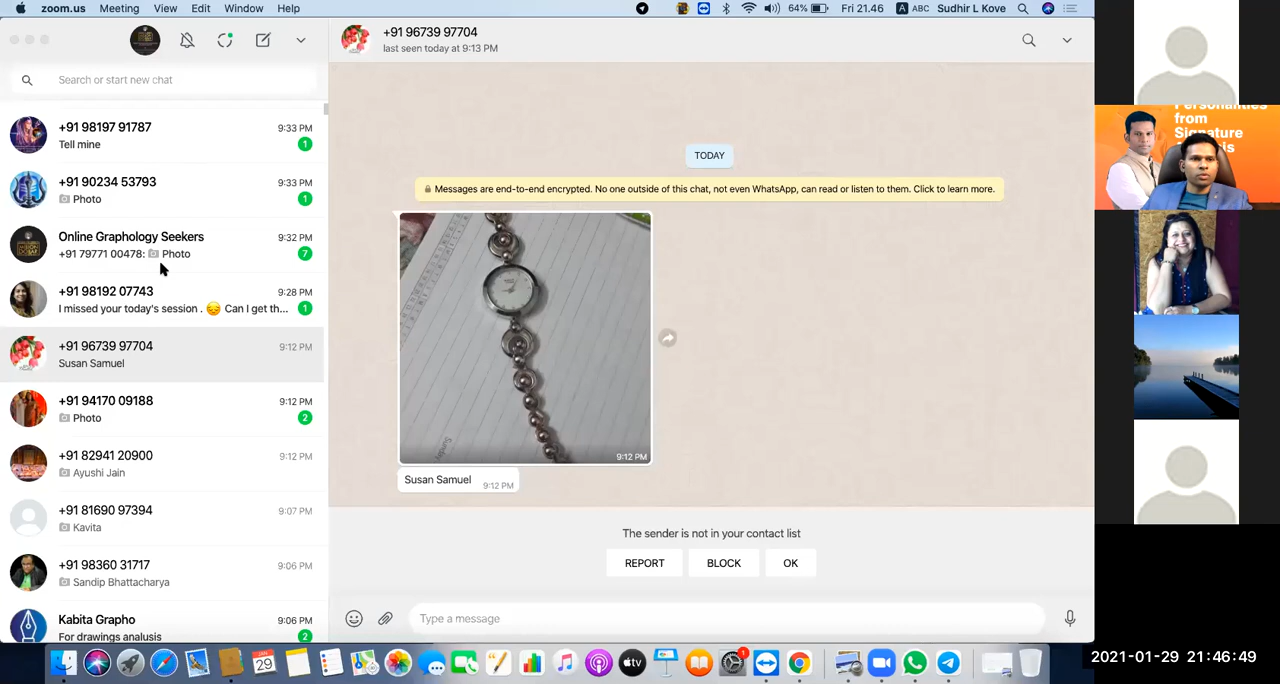 zoom.us Meeting View Edit Window Help
64% Fri 21.46 A ABC Sudhir L Kove
Search or start new chat
+91 98197 91787 9:33 PM
Tell mine 1
+91 90234 53793 9:33 PM
Photo 1
Online Graphology Seekers 9:32 PM
+91 79771 00478: Photo 7
+91 98192 07743 9:28 PM
I missed your today's session . 😔 Can I get th... 1
+91 96739 97704 9:12 PM
Susan Samuel
+91 94170 09188 9:12 PM
Photo 2
+91 82941 20900 9:12 PM
Ayushi Jain
+91 81690 97394 9:07 PM
Kavita
+91 98360 31717 9:06 PM
Sandip Bhattacharya
Kabita Grapho 9:06 PM
For drawings analusis 2
+91 96739 97704
last seen today at 9:13 PM
TODAY
Messages are end-to-end encrypted. No one outside of this chat, not even WhatsApp, can read or listen to them. Click to learn more.
9:12 PM
Susan Samuel 9:12 PM
The sender is not in your contact list
REPORT BLOCK OK
Type a message
Personalities
from
Signature
JAN
29
tv
1
2021-01-29 21:46:49